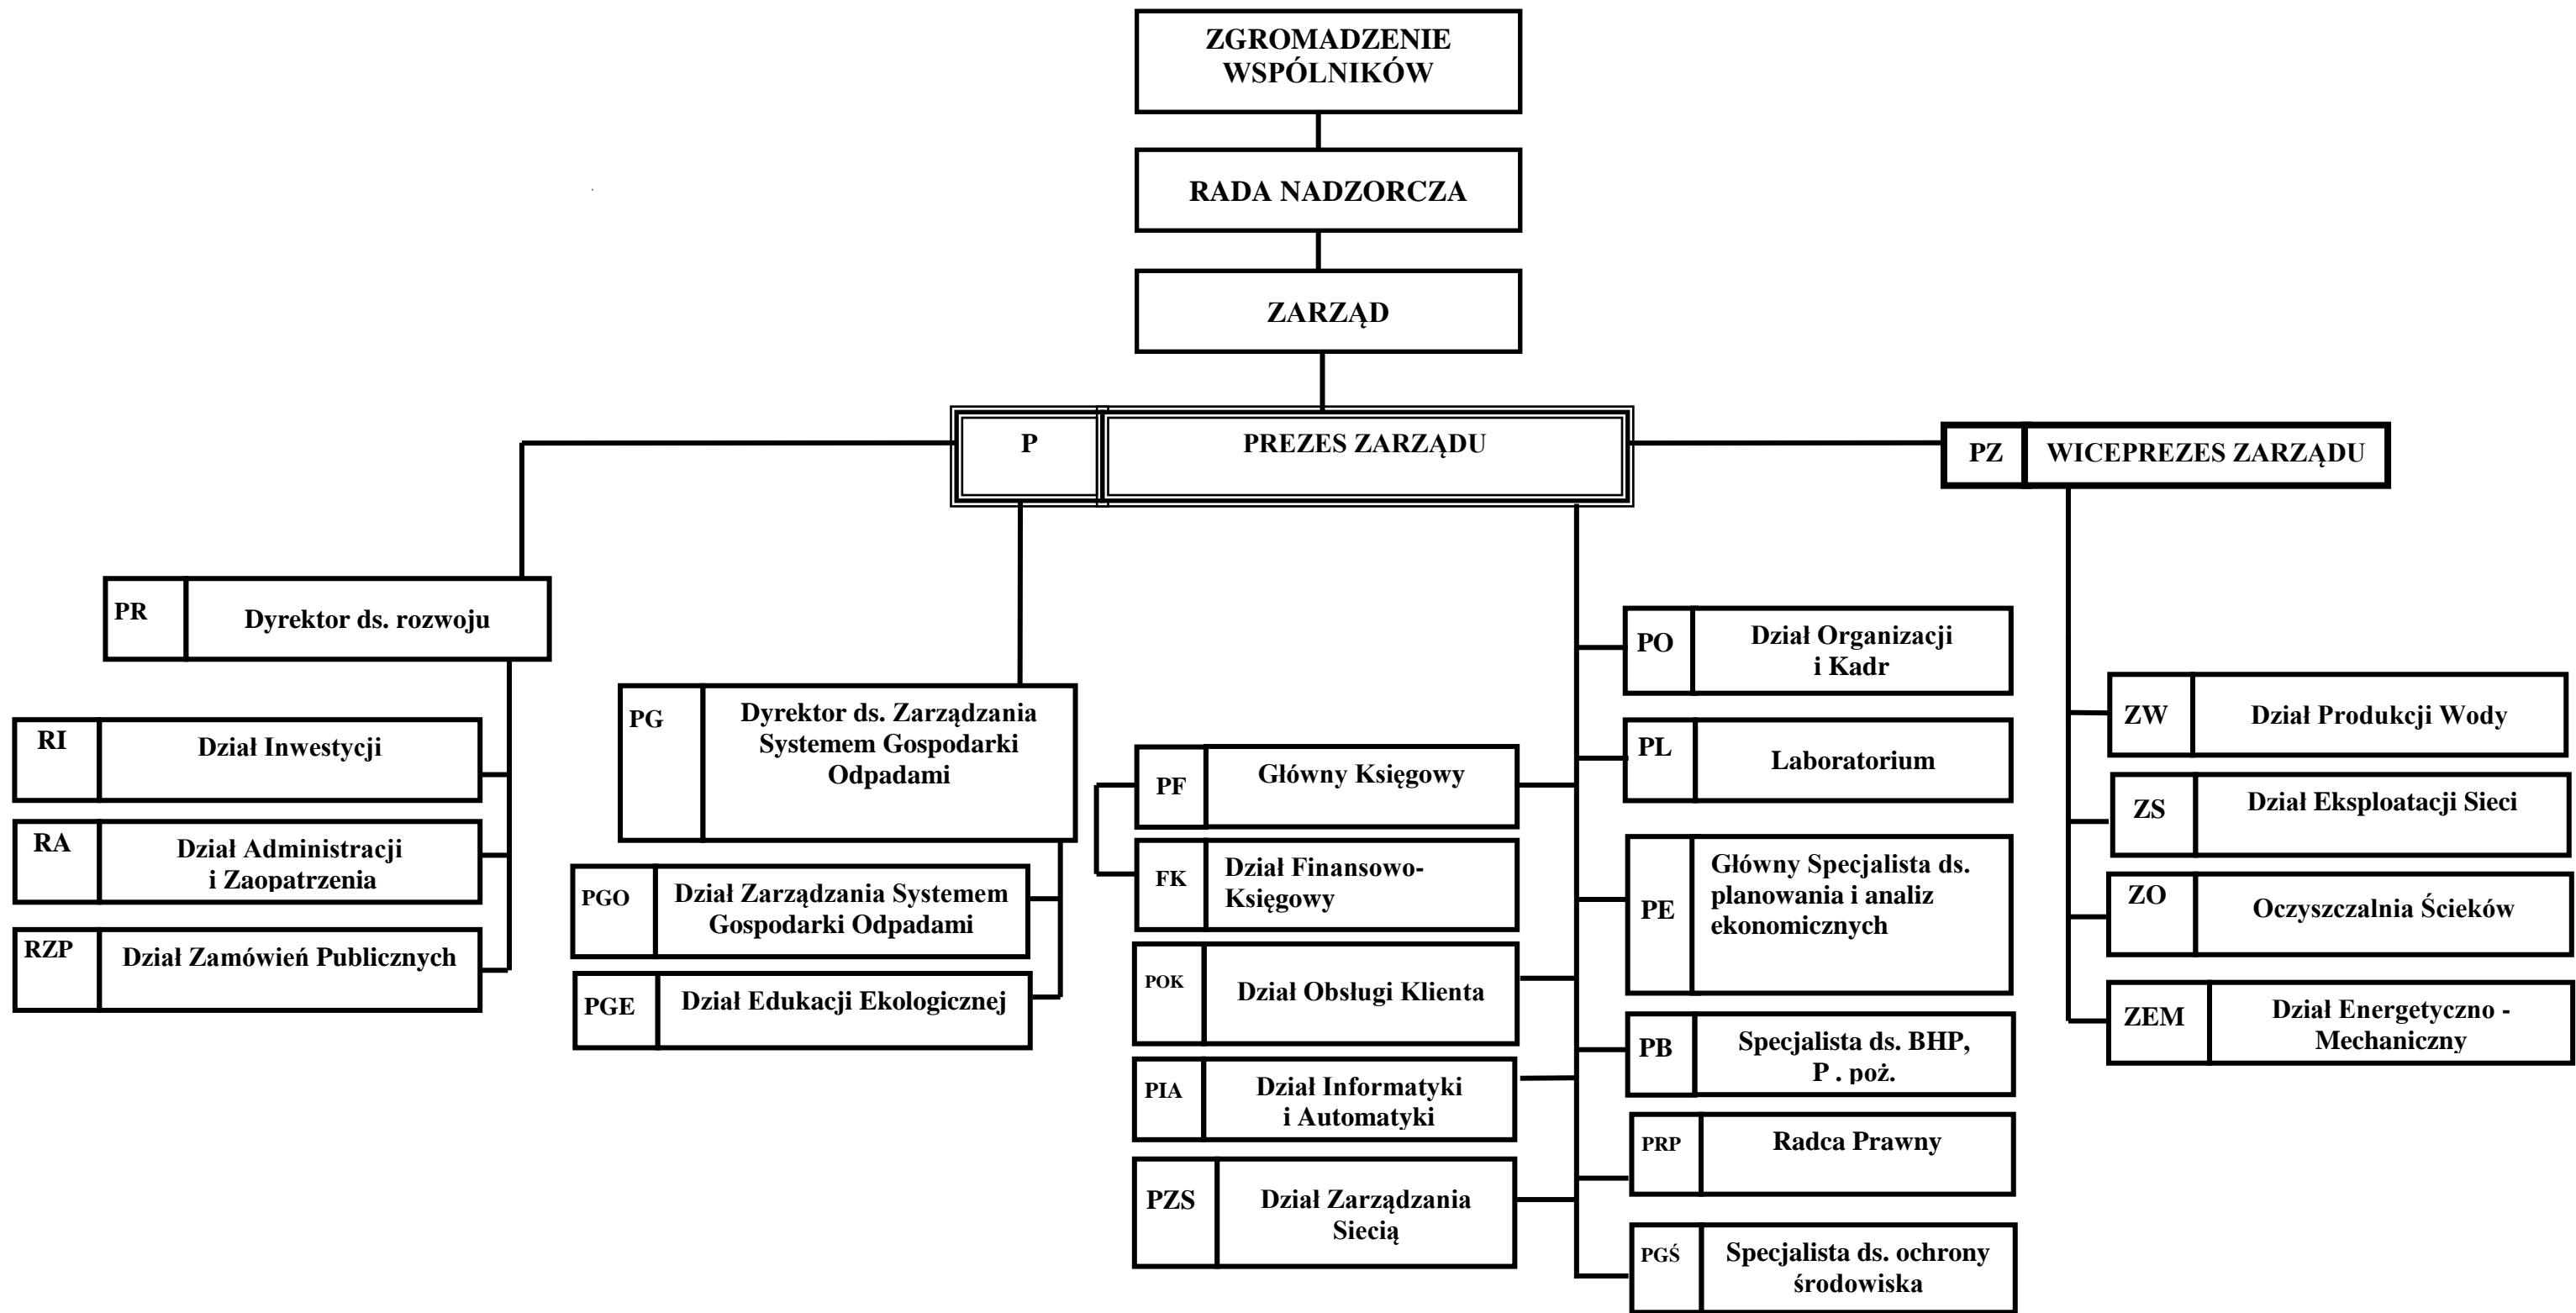 ZGROMADZENIE
WSPÓLNIKÓW
RADA NADZORCZA
ZARZĄD
P
PREZES ZARZĄDU
PZ
WICEPREZES ZARZĄDU
PR
Dyrektor ds. rozwoju
RI
Dział Inwestycji
RA
Dział Administracji
i Zaopatrzenia
RZP
Dział Zamówień Publicznych
PG
Dyrektor ds. Zarządzania
Systemem Gospodarki
Odpadami
PGO
Dział Zarządzania Systemem
Gospodarki Odpadami
PGE
Dział Edukacji Ekologicznej
PF
Główny Księgowy
FK
Dział Finansowo-
Księgowy
POK
Dział Obsługi Klienta
PIA
Dział Informatyki
i Automatyki
PZS
Dział Zarządzania
Siecią
PO
Dział Organizacji
i Kadr
PL
Laboratorium
PE
Główny Specjalista ds.
planowania i analiz
ekonomicznych
PB
Specjalista ds. BHP,
P . poż.
PRP
Radca Prawny
PGŚ
Specjalista ds. ochrony
środowiska
ZW
Dział Produkcji Wody
ZS
Dział Eksploatacji Sieci
ZO
Oczyszczalnia Ścieków
ZEM
Dział Energetyczno -
Mechaniczny